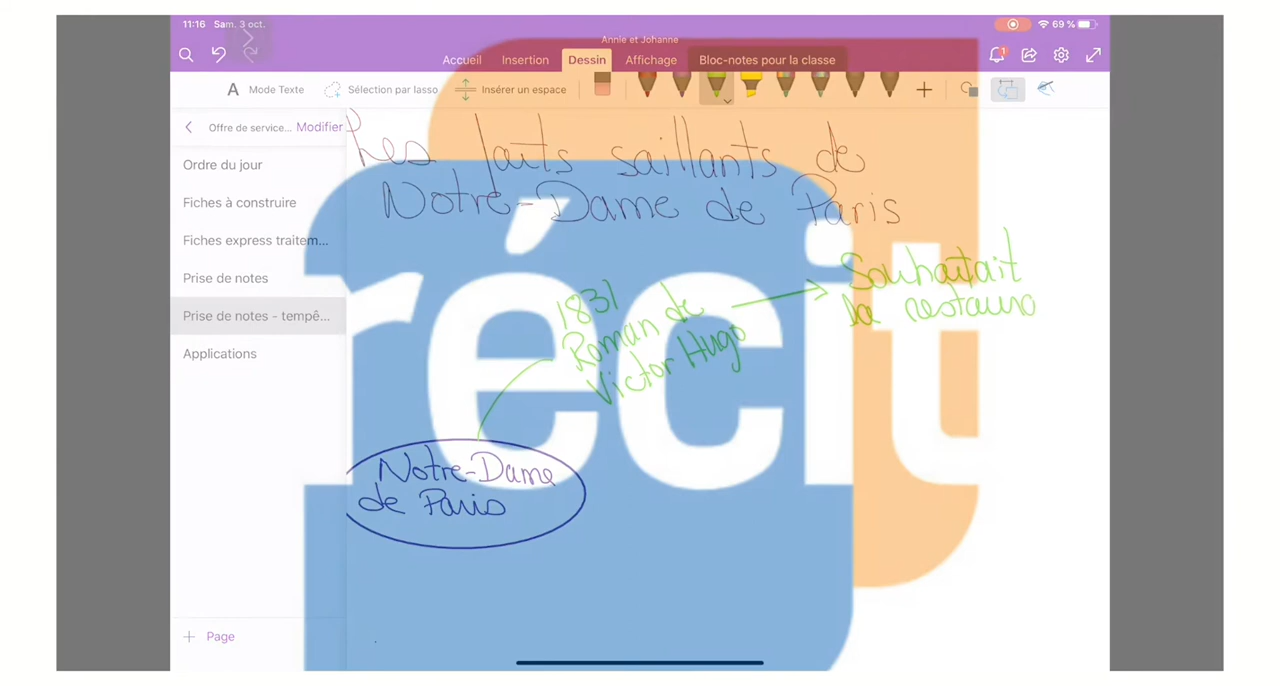 11:16 Sam. 3 oct.
69 %
Annie et Johanne
1
Accueil Insertion Dessin Affichage Bloc-notes pour la classe
A Mode Texte Sélection par lasso Insérer un espace
Offre de service... Modifier
Ordre du jour
Fiches à construire
Fiches express traitem...
Prise de notes
Prise de notes - tempê...
Applications
Page
Les faits saillants de
Notre-Dame de Paris
1831
Roman de
Victor Hugo
Souhaitait
la restaura
Notre-Dame
de Paris
récit